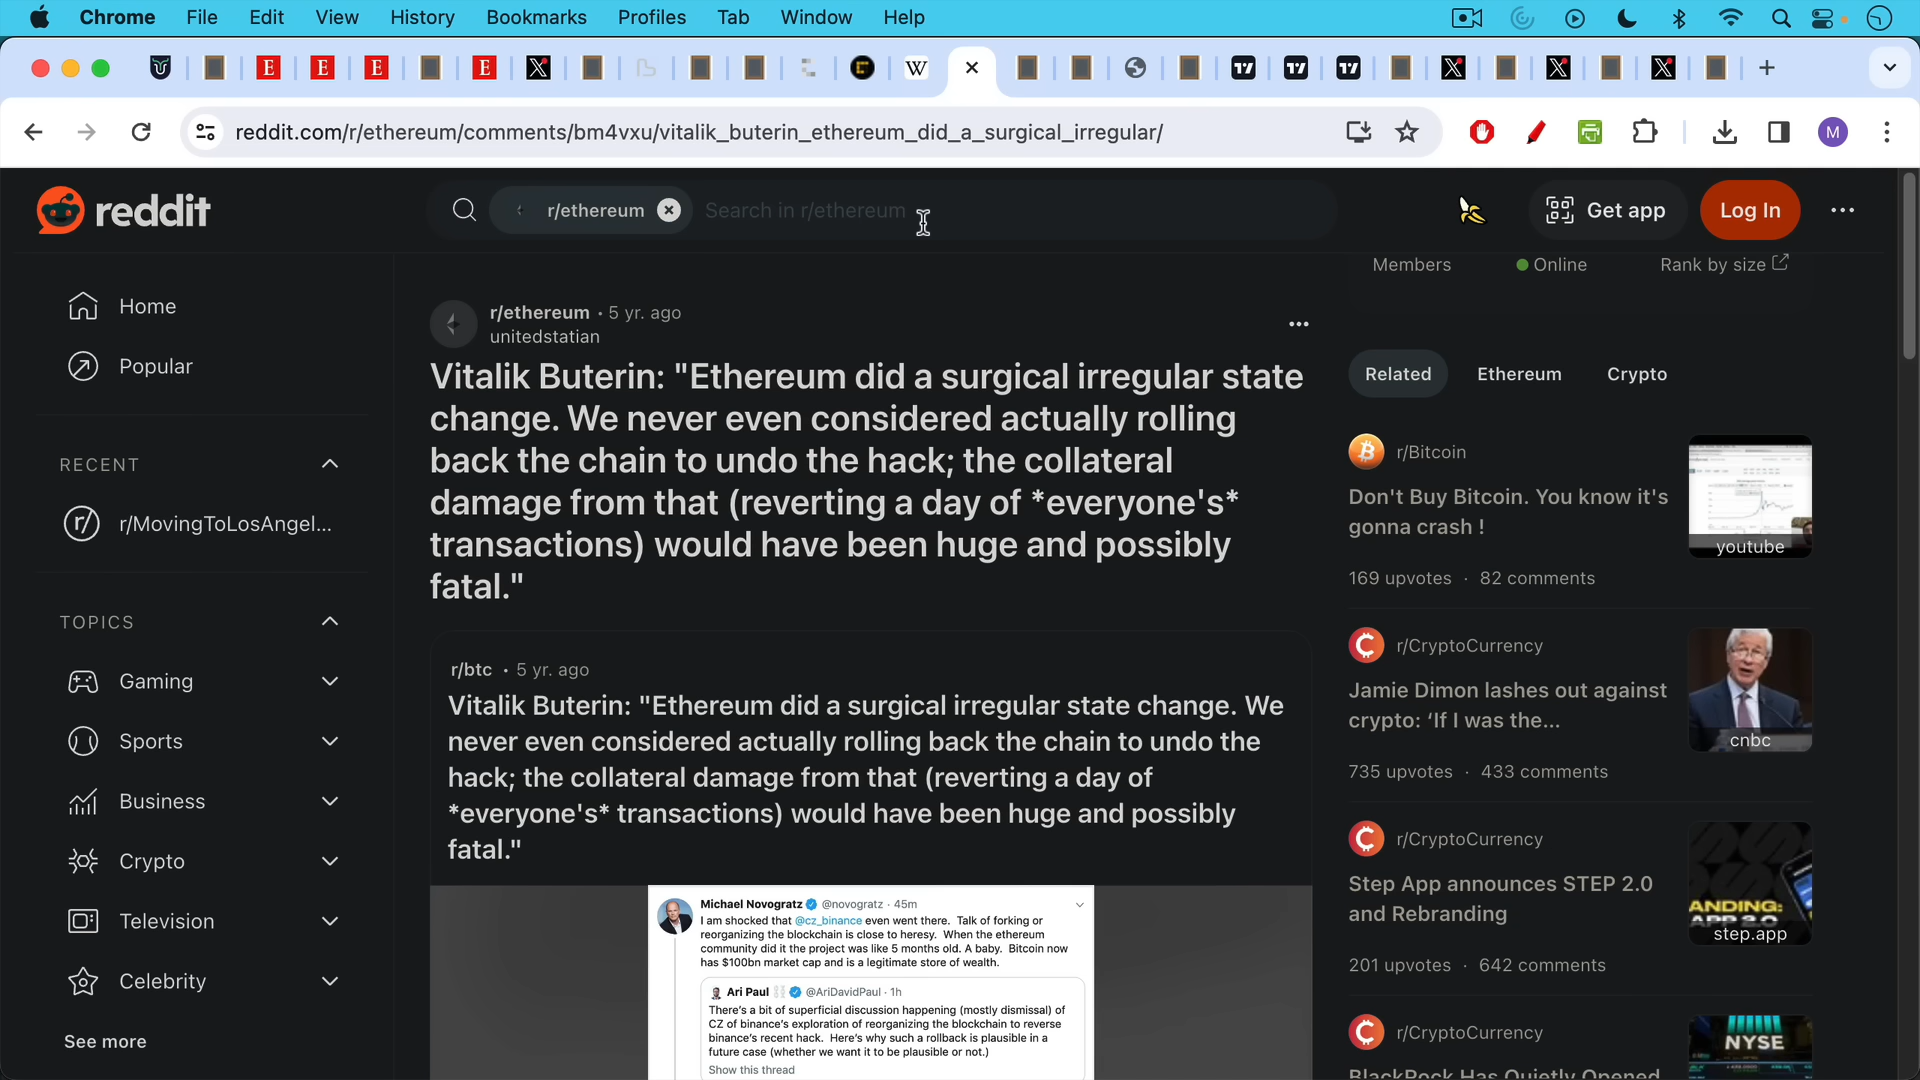 Chrome File Edit View History Bookmarks Profiles Tab Window Help
reddit.com/r/ethereum/comments/bm4vxu/vitalik_buterin_ethereum_did_a_surgical_irregular/
M
reddit
r/ethereum
Search in r/ethereum
Get app
Log In
Home
Popular
RECENT
r/MovingToLosAngel...
TOPICS
Gaming
Sports
Business
Crypto
Television
Celebrity
See more
r/ethereum • 5 yr. ago
unitedstatian
Vitalik Buterin: "Ethereum did a surgical irregular state
change. We never even considered actually rolling
back the chain to undo the hack; the collateral
damage from that (reverting a day of *everyone's*
transactions) would have been huge and possibly
fatal."
r/btc • 5 yr. ago
Vitalik Buterin: "Ethereum did a surgical irregular state change. We
never even considered actually rolling back the chain to undo the
hack; the collateral damage from that (reverting a day of
*everyone's* transactions) would have been huge and possibly
fatal."
Michael Novogratz @novogratz · 45m
I am shocked that @cz_binance even went there. Talk of forking or
reorganizing the blockchain is close to heresy. When the ethereum
community did it the project was like 5 months old. A baby. Bitcoin now
has $100bn market cap and is a legitimate store of wealth.
Ari Paul @AriDavidPaul · 1h
There's a bit of superficial discussion happening (mostly dismissal) of
CZ of binance's exploration of reorganizing the blockchain to reverse
binance's recent hack. Here's why such a rollback is plausible in a
future case (whether we want it to be plausible or not.)
Show this thread
Members
Online
Rank by size
Related
Ethereum
Crypto
r/Bitcoin
Don't Buy Bitcoin. You know it's
gonna crash !
youtube
169 upvotes · 82 comments
r/CryptoCurrency
Jamie Dimon lashes out against
crypto: ‘If I was the...
cnbc
735 upvotes · 433 comments
r/CryptoCurrency
Step App announces STEP 2.0
and Rebranding
ANDING:
APP 2.0
step.app
201 upvotes · 642 comments
r/CryptoCurrency
BlackRock Has Quietly Opened
NYSE